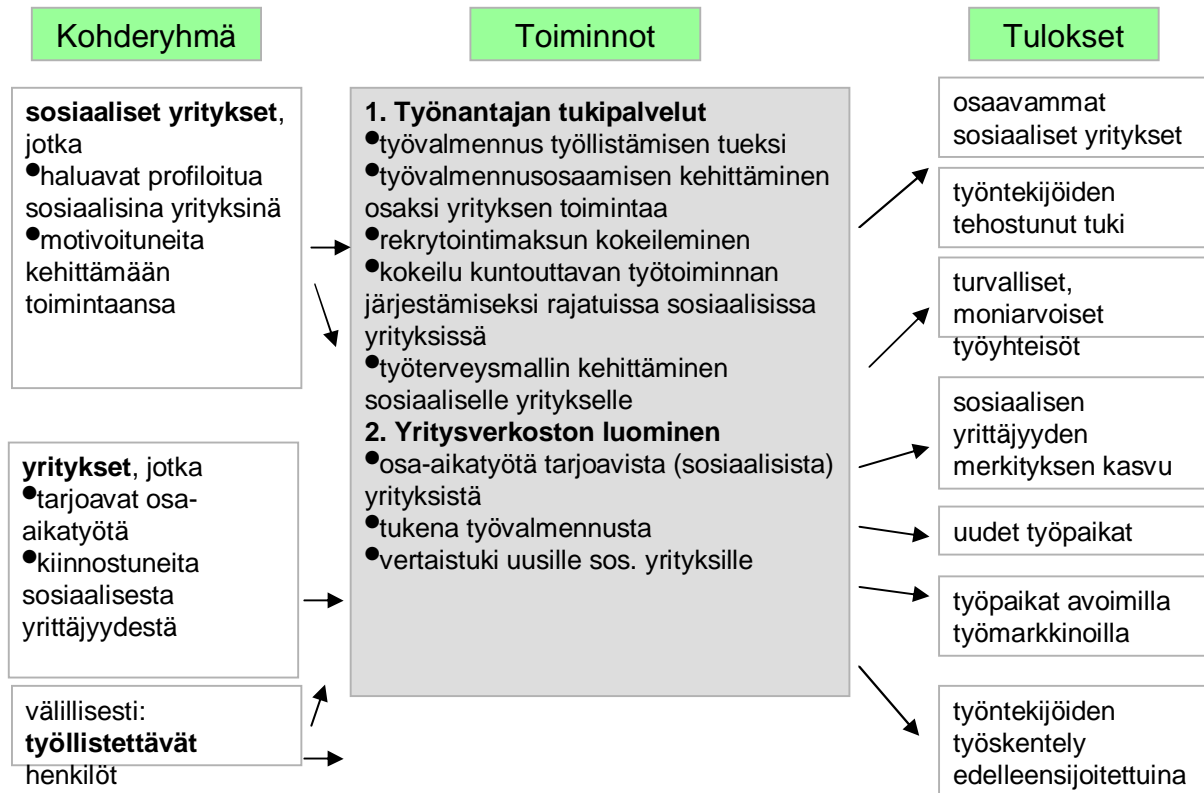 Kohderyhmä
Toiminnot
Tulokset
sosiaaliset yritykset,
jotka
●haluavat profiloitua
sosiaalisina yrityksinä
●motivoituneita
kehittämään
toimintaansa
yritykset, jotka
●tarjoavat osa-
aikatyötä
●kiinnostuneita
sosiaalisesta
yrittäjyydestä
välillisesti:
työllistettävät
henkilöt
1. Työnantajan tukipalvelut
●työvalmennus työllistämisen tueksi
●työvalmennusosaamisen kehittäminen
osaksi yrityksen toimintaa
●rekrytointimaksun kokeileminen
●kokeilu kuntouttavan työtoiminnan
järjestämiseksi rajatuissa sosiaalisissa
yrityksissä
●työterveysmallin kehittäminen
sosiaaliselle yritykselle
2. Yritysverkoston luominen
●osa-aikatyötä tarjoavista (sosiaalisista)
yrityksistä
●tukena työvalmennusta
●vertaistuki uusille sos. yrityksille
osaavammat
sosiaaliset yritykset
työntekijöiden
tehostunut tuki
turvalliset,
moniarvoiset
työyhteisöt
sosiaalisen
yrittäjyyden
merkityksen kasvu
uudet työpaikat
työpaikat avoimilla
työmarkkinoilla
työntekijöiden
työskentely
edelleensijoitettuina